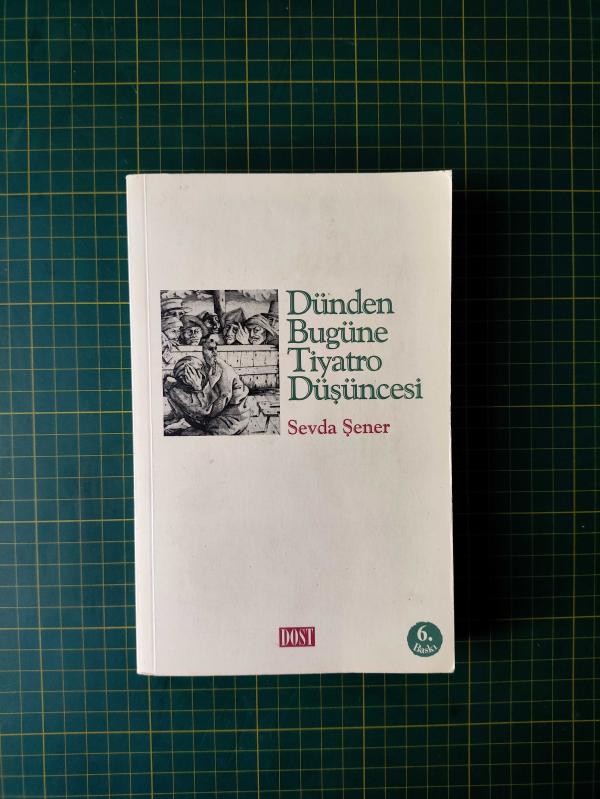 Dünden
Bugüne
Tiyatro
Düşüncesi
Sevda Şener
DOST
6.
Baskı